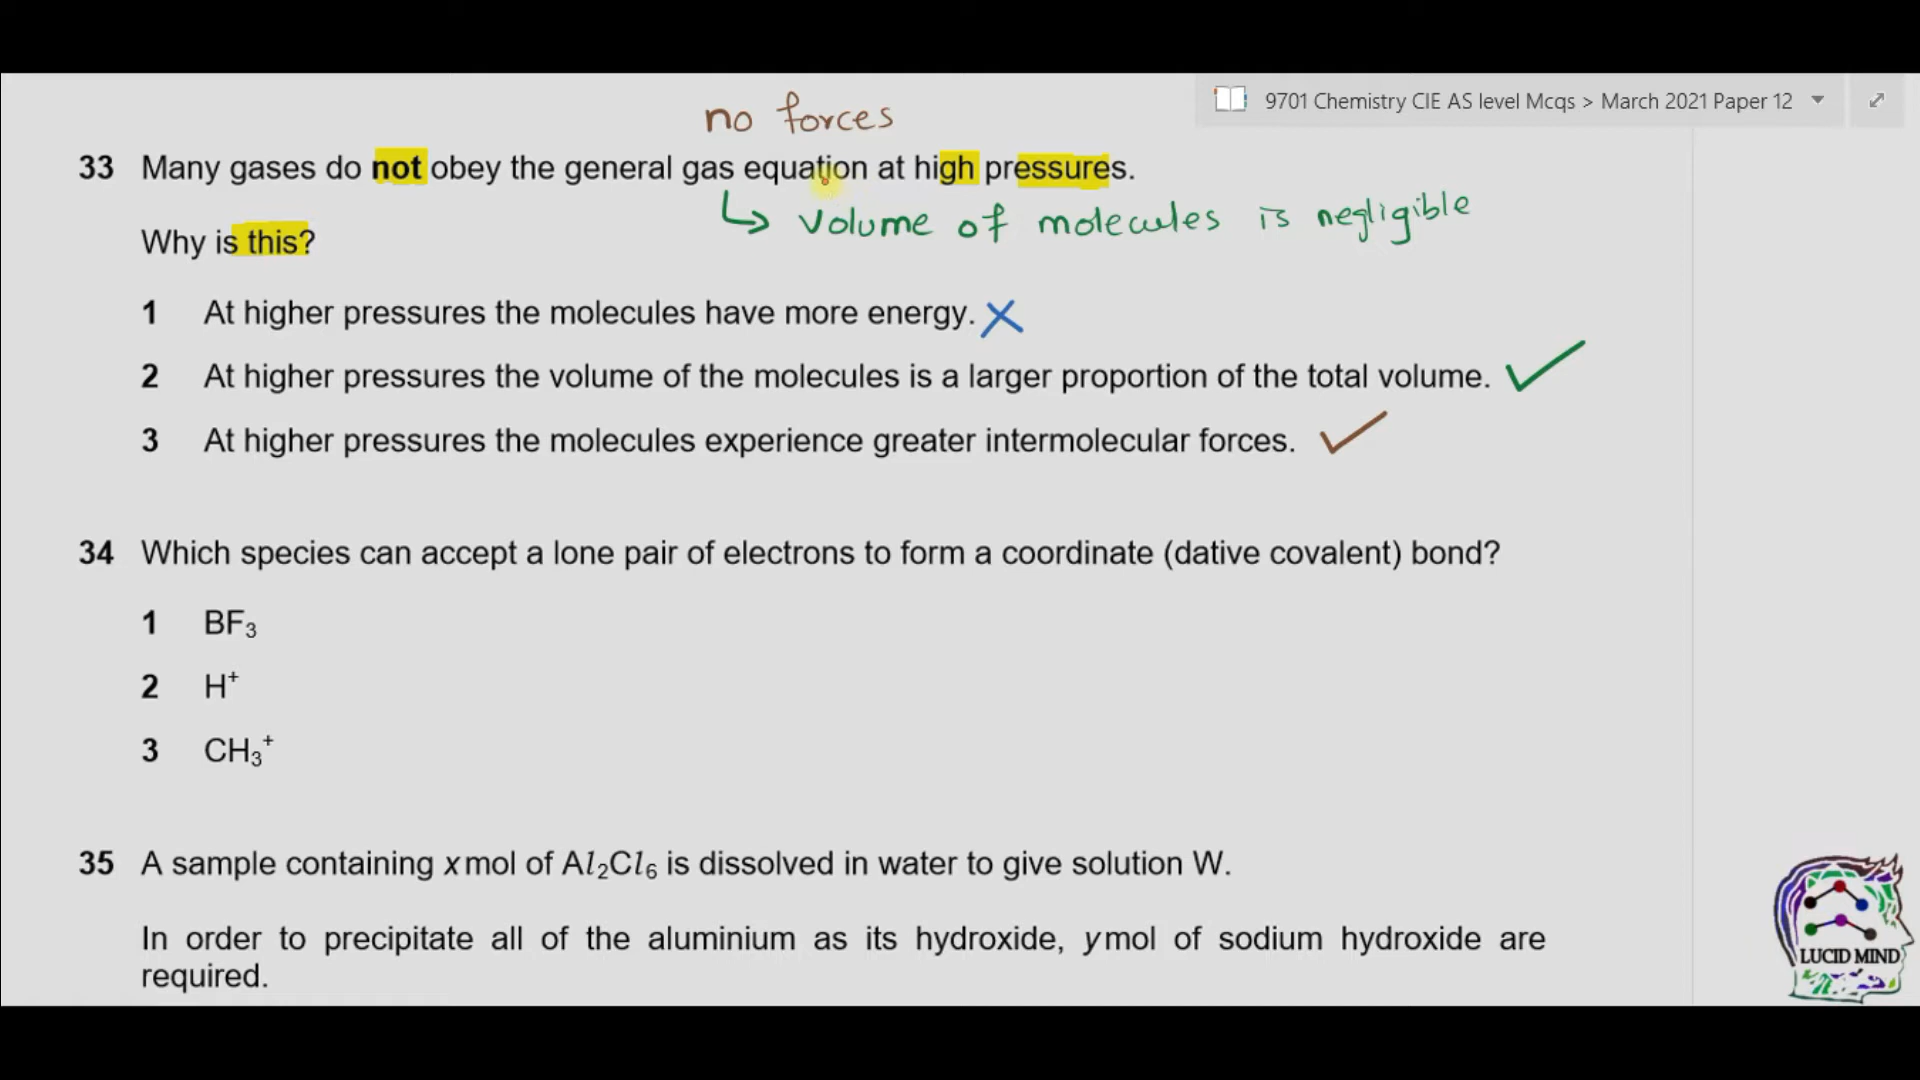 9701 Chemistry CIE AS level Mcqs > March 2021 Paper 12
no forces
33 Many gases do not obey the general gas equation at high pressures.
↳ volume of molecules is negligible
Why is this?
1 At higher pressures the molecules have more energy. ✗
2 At higher pressures the volume of the molecules is a larger proportion of the total volume. ✓
3 At higher pressures the molecules experience greater intermolecular forces. ✓
34 Which species can accept a lone pair of electrons to form a coordinate (dative covalent) bond?
1 BF₃
2 H⁺
3 CH₃⁺
35 A sample containing x mol of Al₂Cl₆ is dissolved in water to give solution W.
In order to precipitate all of the aluminium as its hydroxide, y mol of sodium hydroxide are
required.
LUCID MIND